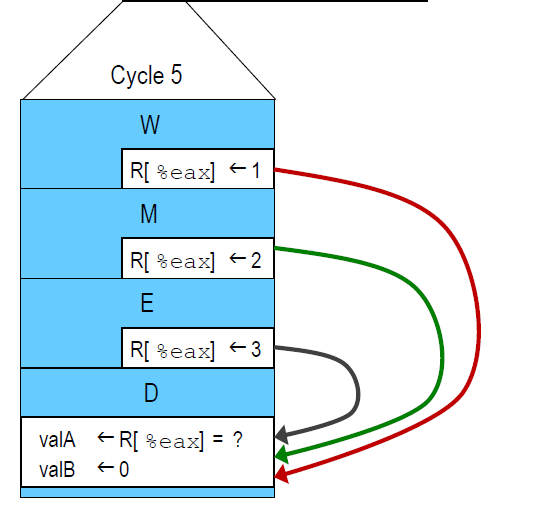 Cycle 5
W
R[ %eax] ←1
M
R[ %eax] ←2
E
R[ %eax] ←3
D
valA ←R[ %eax] = ?
valB ←0